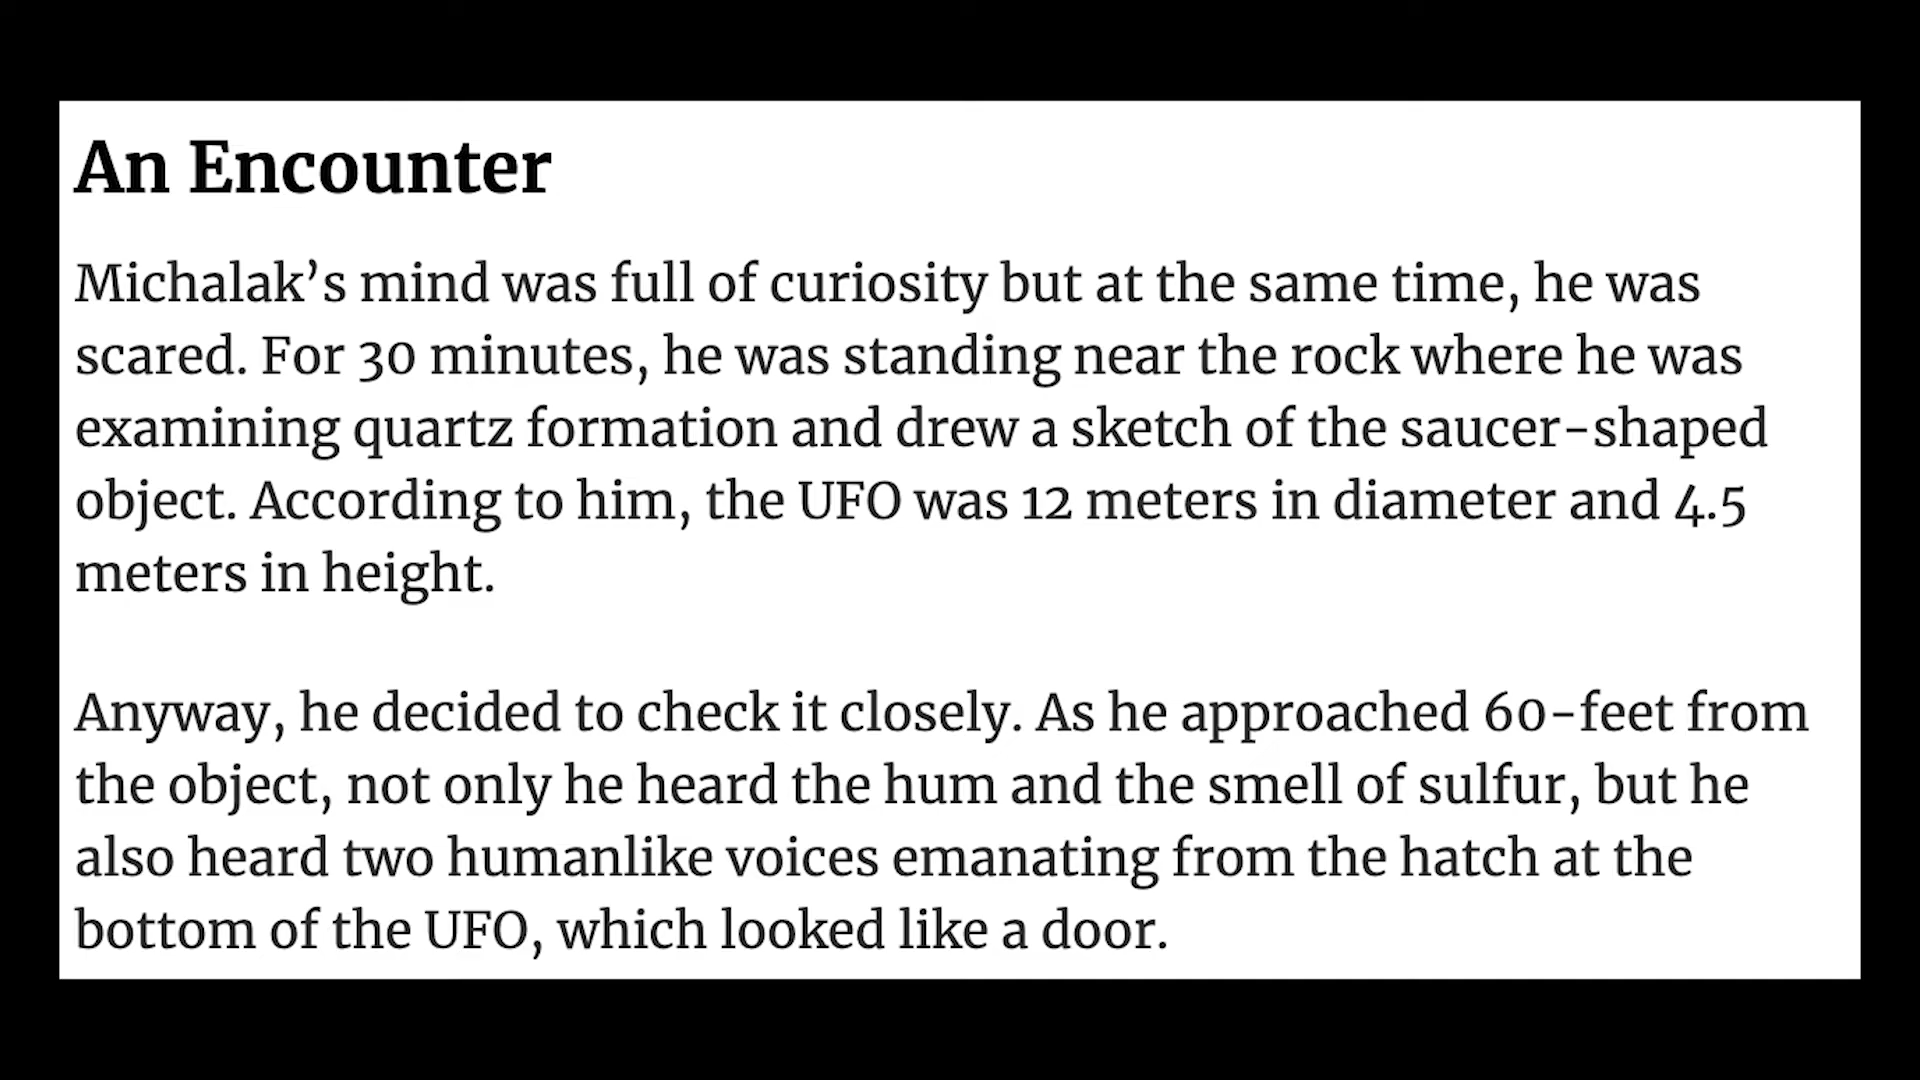 An Encounter
Michalak’s mind was full of curiosity but at the same time, he was
scared. For 30 minutes, he was standing near the rock where he was
examining quartz formation and drew a sketch of the saucer-shaped
object. According to him, the UFO was 12 meters in diameter and 4.5
meters in height.
Anyway, he decided to check it closely. As he approached 60-feet from
the object, not only he heard the hum and the smell of sulfur, but he
also heard two humanlike voices emanating from the hatch at the
bottom of the UFO, which looked like a door.